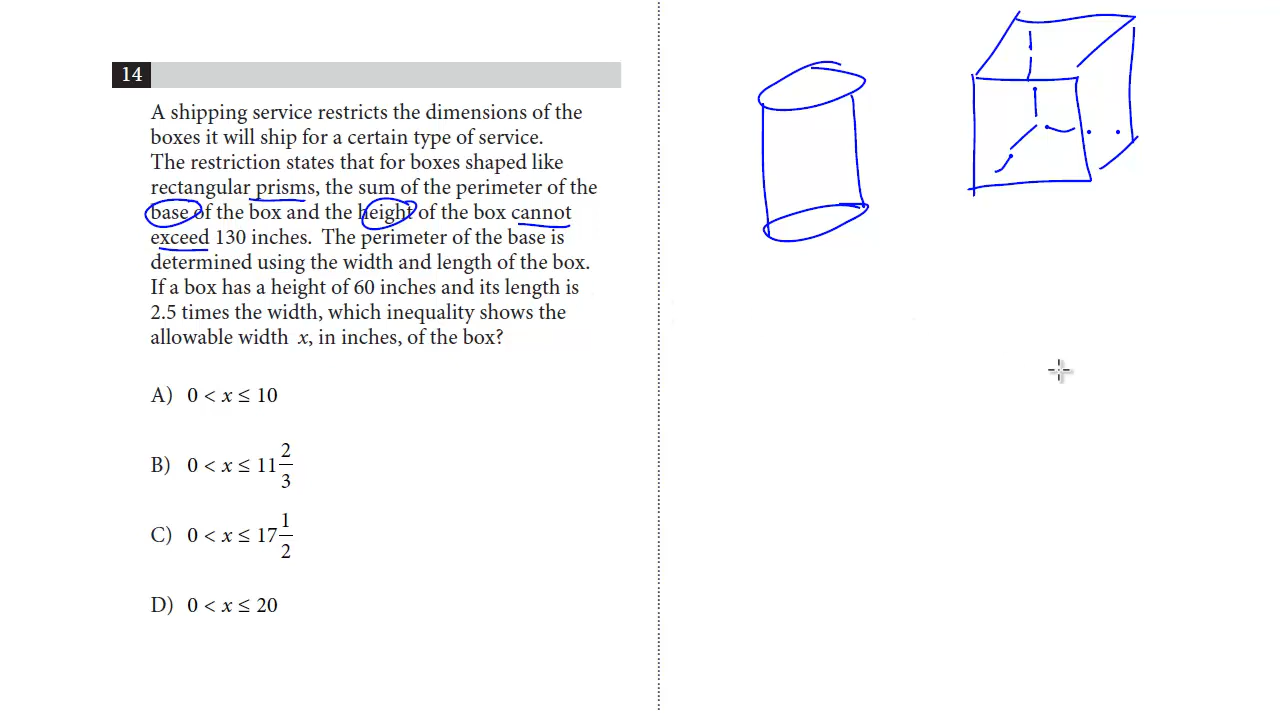 14
A shipping service restricts the dimensions of the
boxes it will ship for a certain type of service.
The restriction states that for boxes shaped like
rectangular prisms, the sum of the perimeter of the
base of the box and the height of the box cannot
exceed 130 inches. The perimeter of the base is
determined using the width and length of the box.
If a box has a height of 60 inches and its length is
2.5 times the width, which inequality shows the
allowable width x, in inches, of the box?
A) 0 < x ≤ 10
B) 0 < x ≤ 11 2/3
C) 0 < x ≤ 17 1/2
D) 0 < x ≤ 20